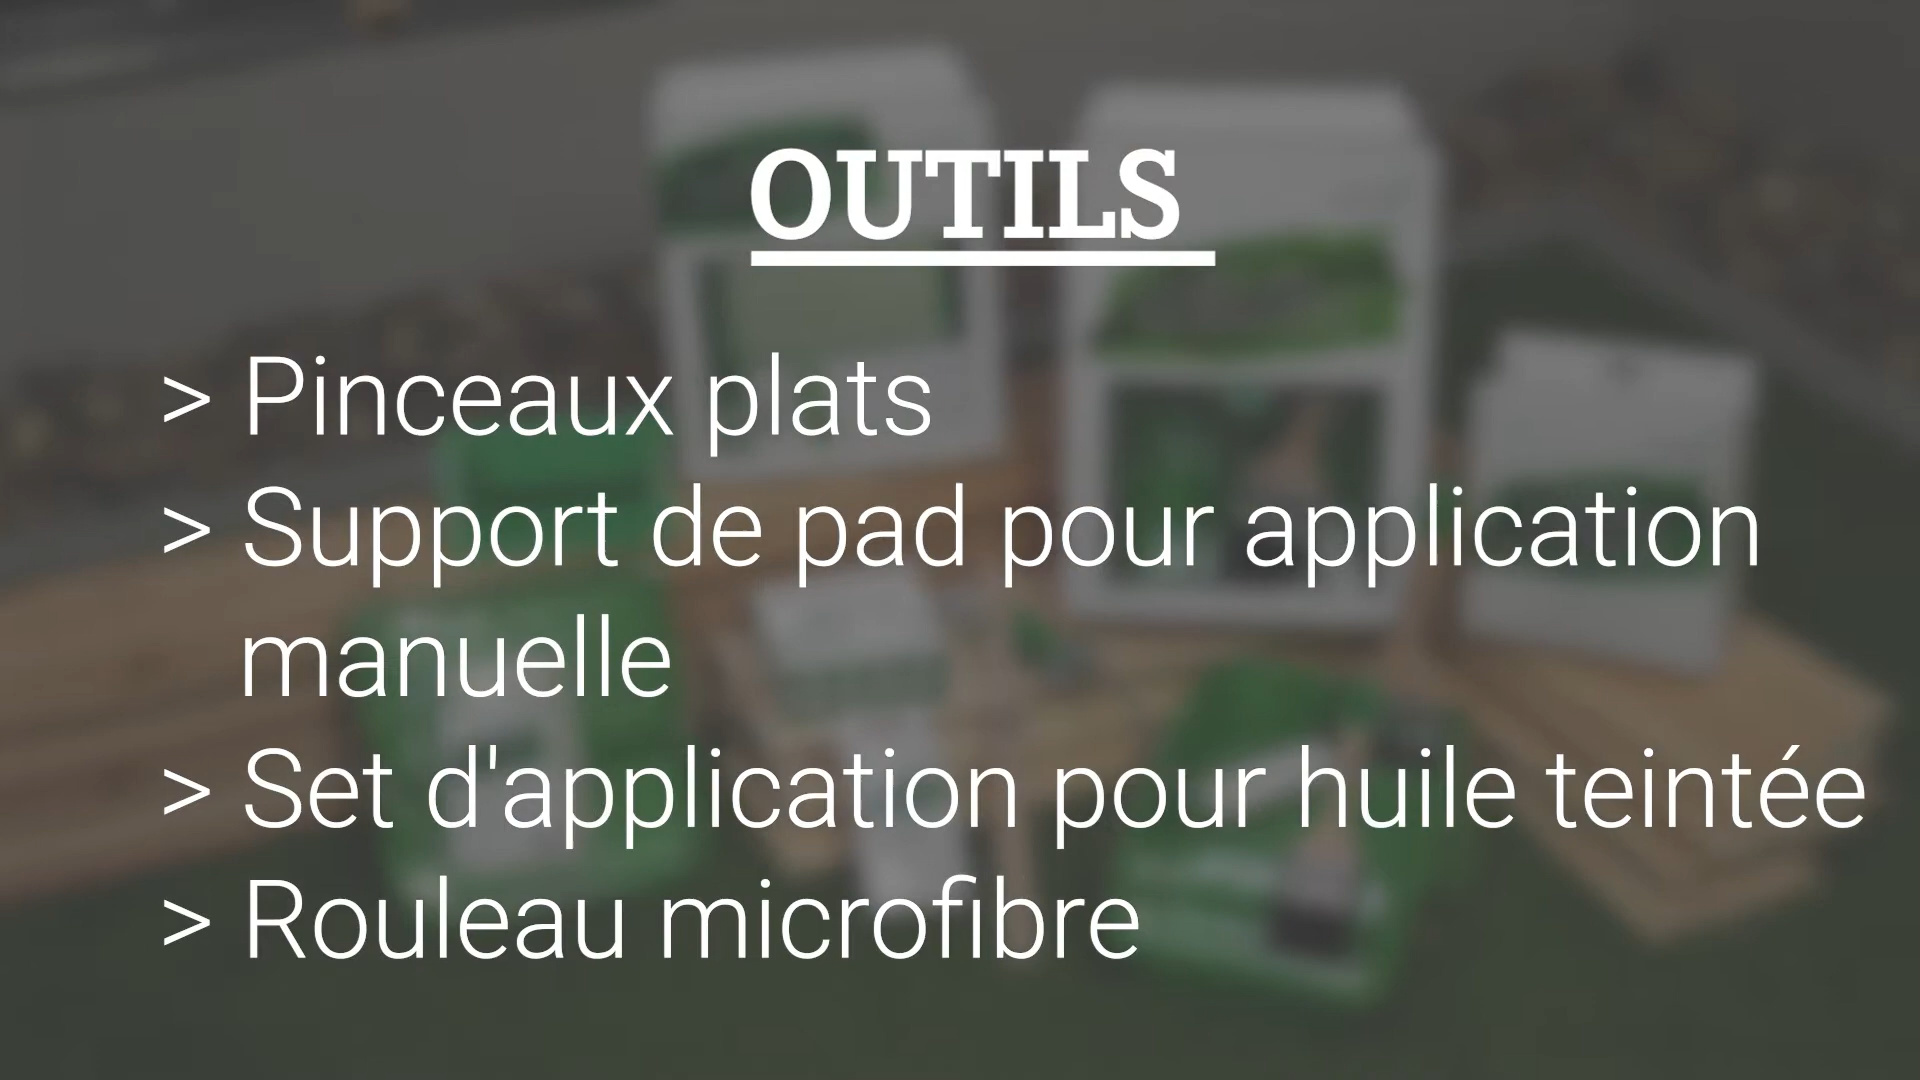 OUTILS
> Pinceaux plats
> Support de pad pour application
manuelle
> Set d'application pour huile teintée
> Rouleau microfibre